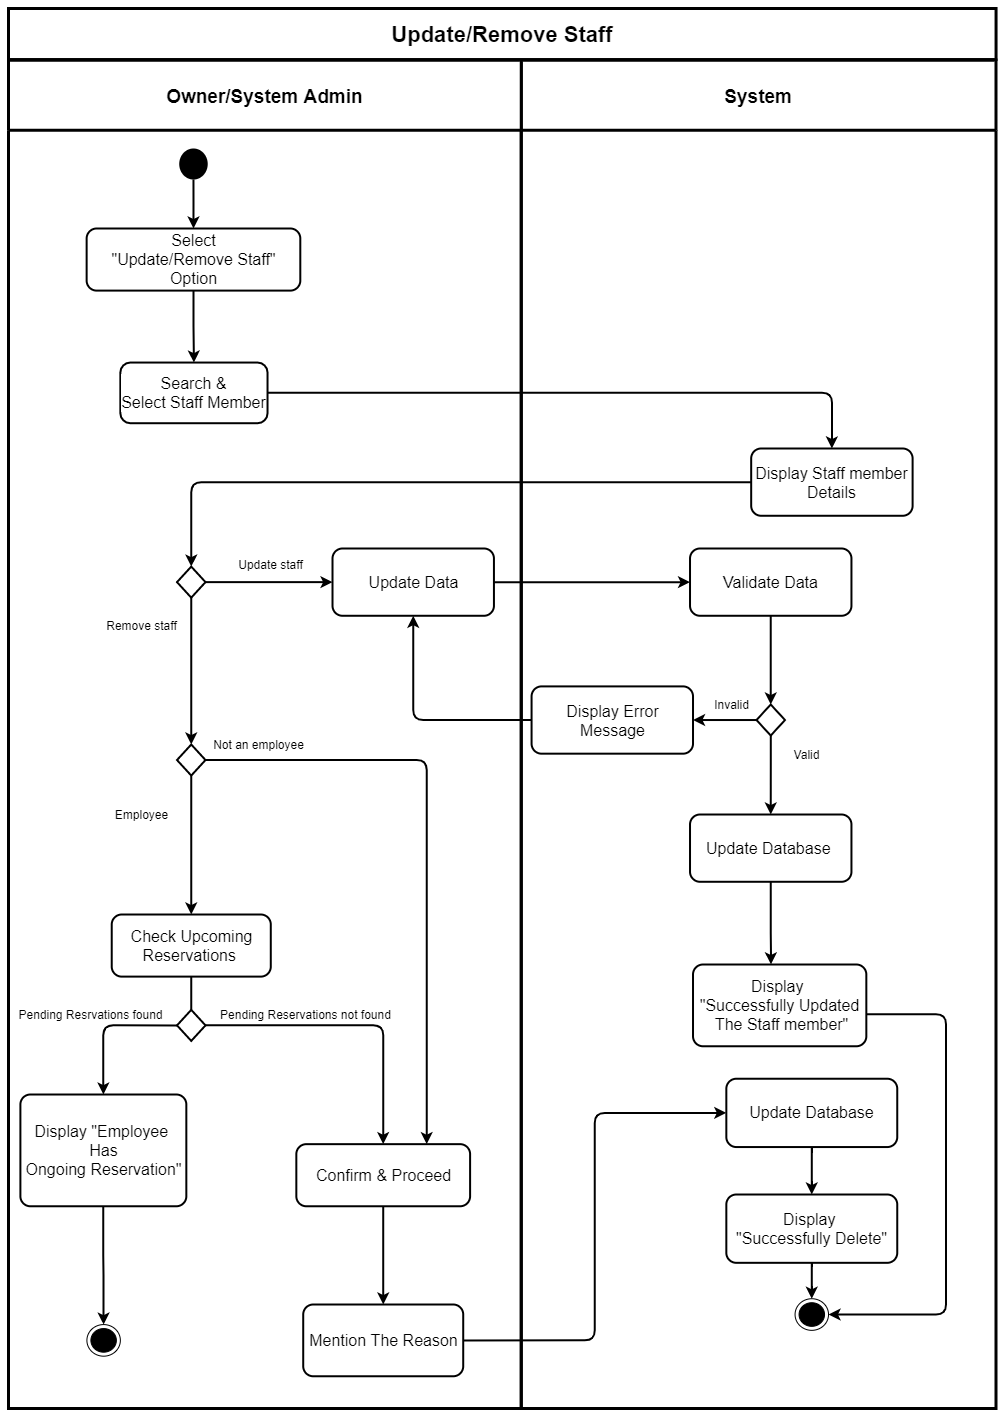 Update/Remove Staff
Owner/System Admin
System
Select
"Update/Remove Staff"
Option
Search &
Select Staff Member
Display Staff member
Details
Update staff
Update Data
Validate Data
Remove staff
Display Error
Message
Invalid
Valid
Not an employee
Employee
Update Database
Check Upcoming
Reservations
Display
"Successfully Updated
The Staff member"
Pending Resrvations found
Pending Reservations not found
Display "Employee
Has
Ongoing Reservation"
Confirm & Proceed
Update Database
Display
"Successfully Delete"
Mention The Reason